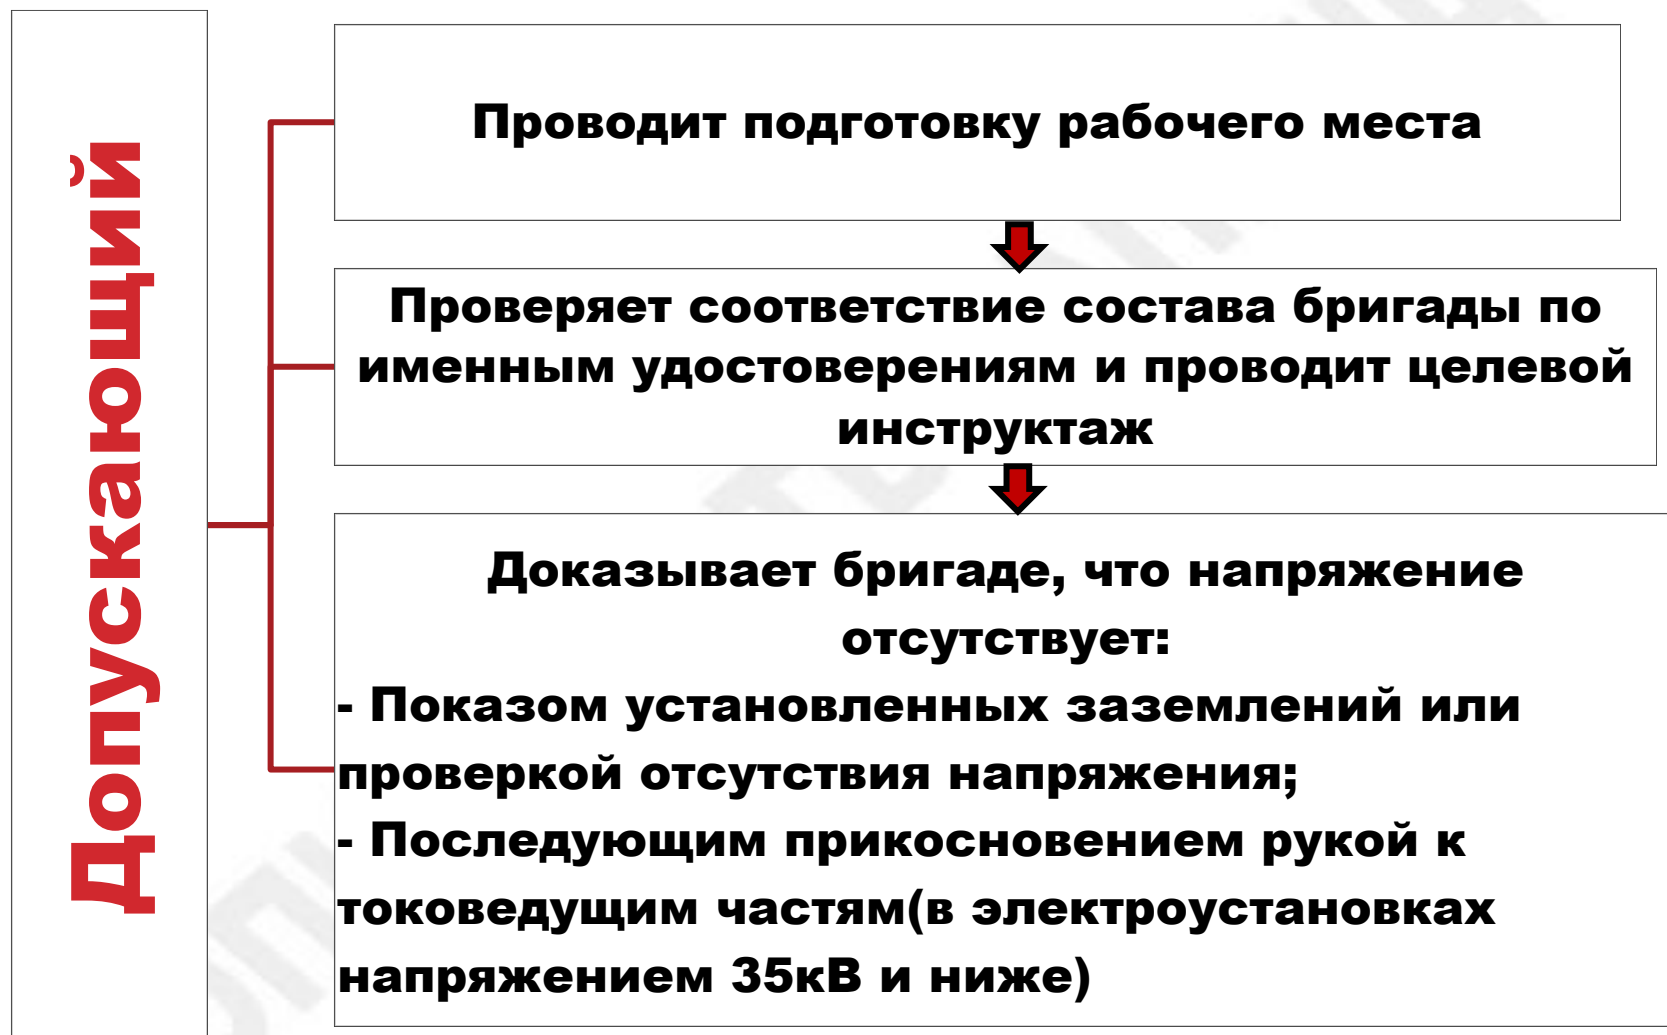 Допускающий
Проводит подготовку рабочего места
Проверяет соответствие состава бригады по
именным удостоверениям и проводит целевой
инструктаж
Доказывает бригаде, что напряжение
отсутствует:
- Показом установленных заземлений или
проверкой отсутствия напряжения;
- Последующим прикосновением рукой к
токоведущим частям(в электроустановках
напряжением 35кВ и ниже)